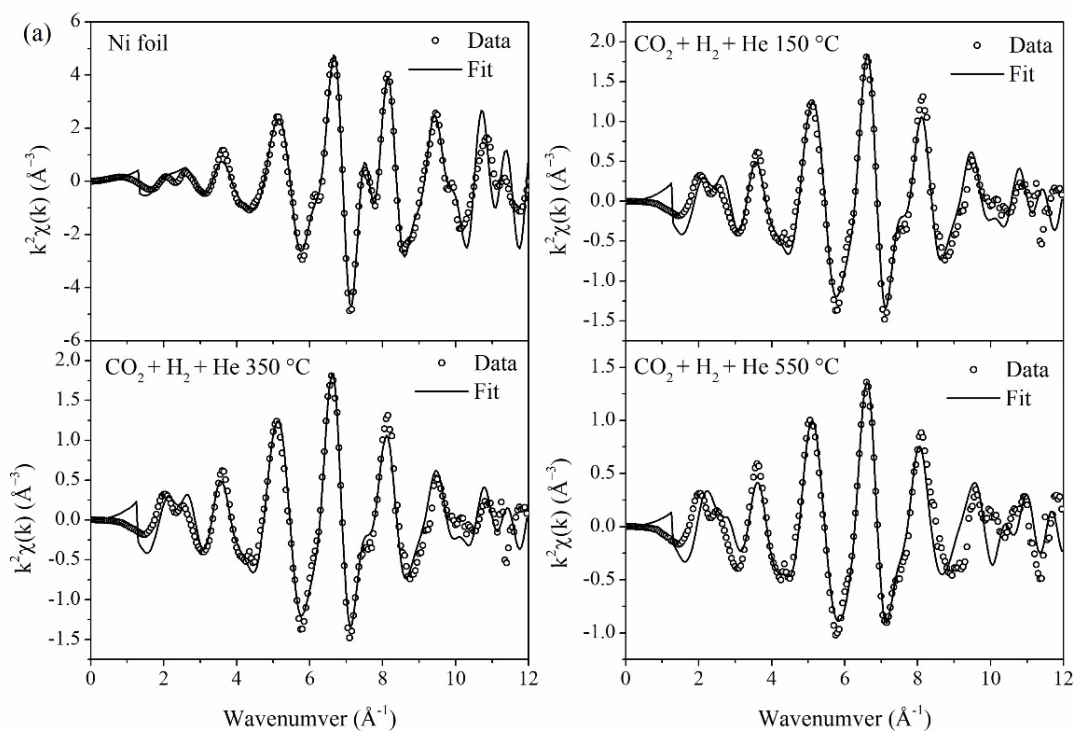 (a)
Ni foil
Data
Fit
6
4
2
0
-2
-4
-6
k²χ(k) (Å⁻³)
CO₂ + H₂ + He 150 °C
Data
Fit
2.0
1.5
1.0
0.5
0.0
-0.5
-1.0
-1.5
k²χ(k) (Å⁻³)
CO₂ + H₂ + He 350 °C
Data
Fit
2.0
1.5
1.0
0.5
0.0
-0.5
-1.0
-1.5
k²χ(k) (Å⁻³)
0 2 4 6 8 10 12
Wavenumver (Å⁻¹)
CO₂ + H₂ + He 550 °C
Data
Fit
1.5
1.0
0.5
0.0
-0.5
-1.0
k²χ(k) (Å⁻³)
0 2 4 6 8 10 12
Wavenumver (Å⁻¹)